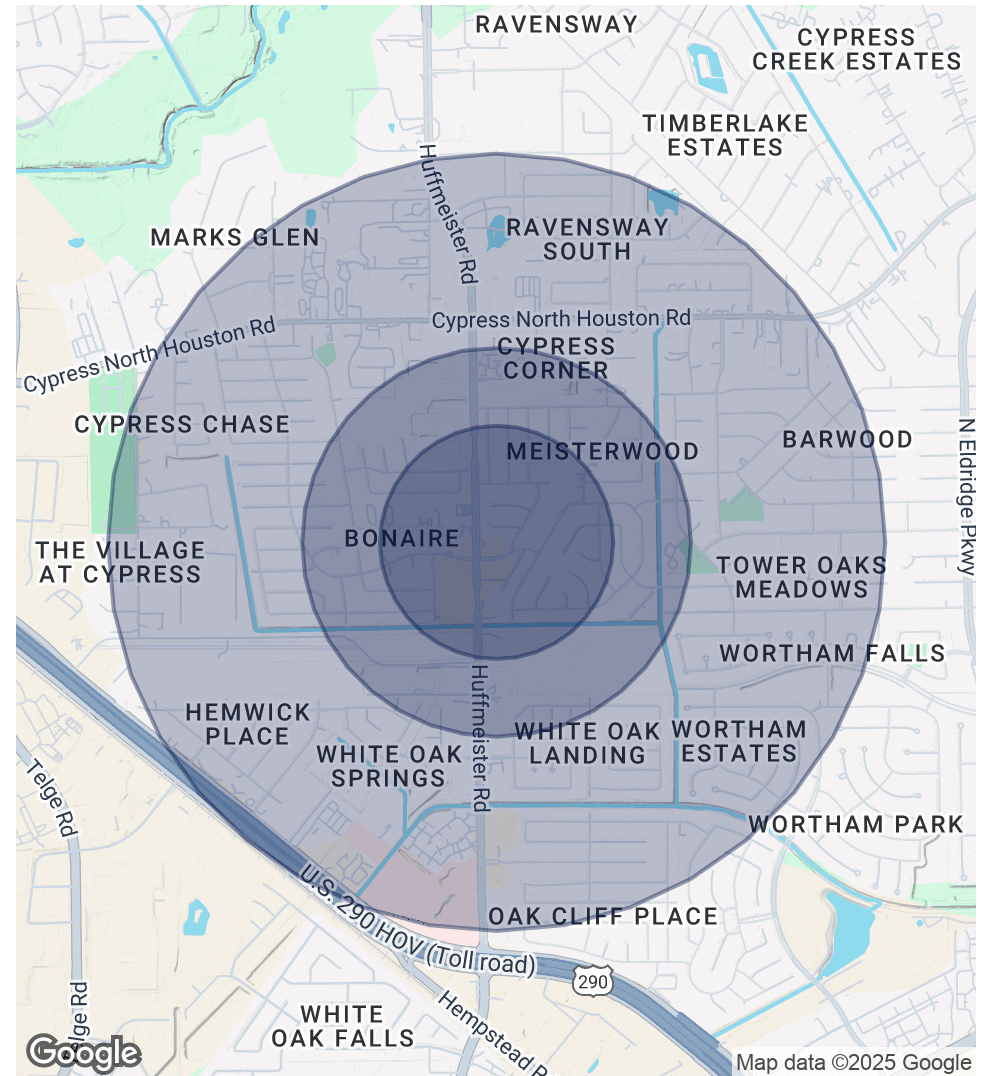 RAVENSWAY
CYPRESS
CREEK ESTATES
TIMBERLAKE
ESTATES
Huffmeister Rd
MARKS GLEN
RAVENSWAY
SOUTH
Cypress North Houston Rd
Cypress North Houston Rd
CYPRESS
CORNER
CYPRESS CHASE
MEISTERWOOD
BARWOOD
N Eldridge Pkwy
BONAIRE
THE VILLAGE
AT CYPRESS
TOWER OAKS
MEADOWS
WORTHAM FALLS
Huffmeister Rd
HEMWICK
PLACE
WHITE OAK
SPRINGS
WHITE OAK
LANDING
WORTHAM
ESTATES
Telge Rd
WORTHAM PARK
U.S. 290 HOV (Toll road)
OAK CLIFF PLACE
290
Telge Rd
WHITE
OAK FALLS
Hempstead R
Google
Map data ©2025 Google